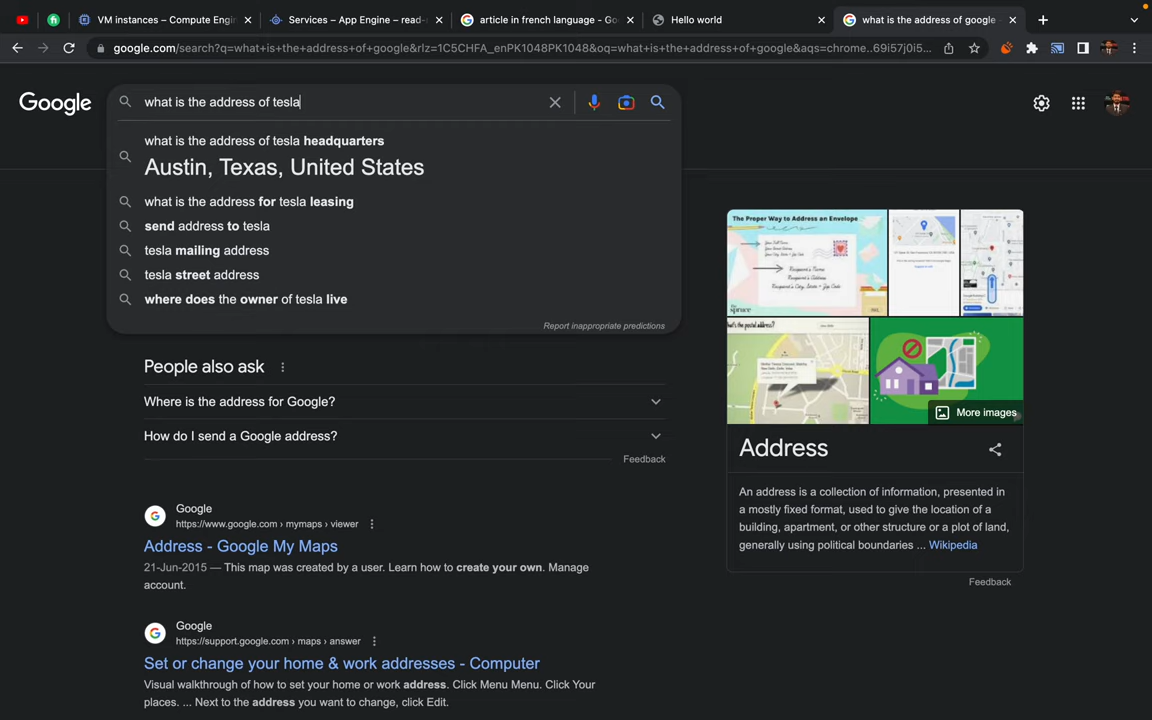 VM instances – Compute Engin
Services – App Engine – read-
article in french language - Go
Hello world
what is the address of google -
google.com/search?q=what+is+the+address+of+google&rlz=1C5CHFA_enPK1048PK1048&oq=what+is+the+address+of+google&aqs=chrome..69i57j0i5...
Google
what is the address of tesla
what is the address of tesla headquarters
Austin, Texas, United States
what is the address for tesla leasing
send address to tesla
tesla mailing address
tesla street address
where does the owner of tesla live
Report inappropriate predictions
People also ask
Where is the address for Google?
How do I send a Google address?
Feedback
Google
https://www.google.com › mymaps › viewer
Address - Google My Maps
21-Jun-2015 — This map was created by a user. Learn how to create your own. Manage
account.
Google
https://support.google.com › maps › answer
Set or change your home & work addresses - Computer
Visual walkthrough of how to set your home or work address. Click Menu Menu. Click Your
places. ... Next to the address you want to change, click Edit.
The Proper Way to Address an Envelope
More images
Address
An address is a collection of information, presented in
a mostly fixed format, used to give the location of a
building, apartment, or other structure or a plot of land,
generally using political boundaries ... Wikipedia
Feedback